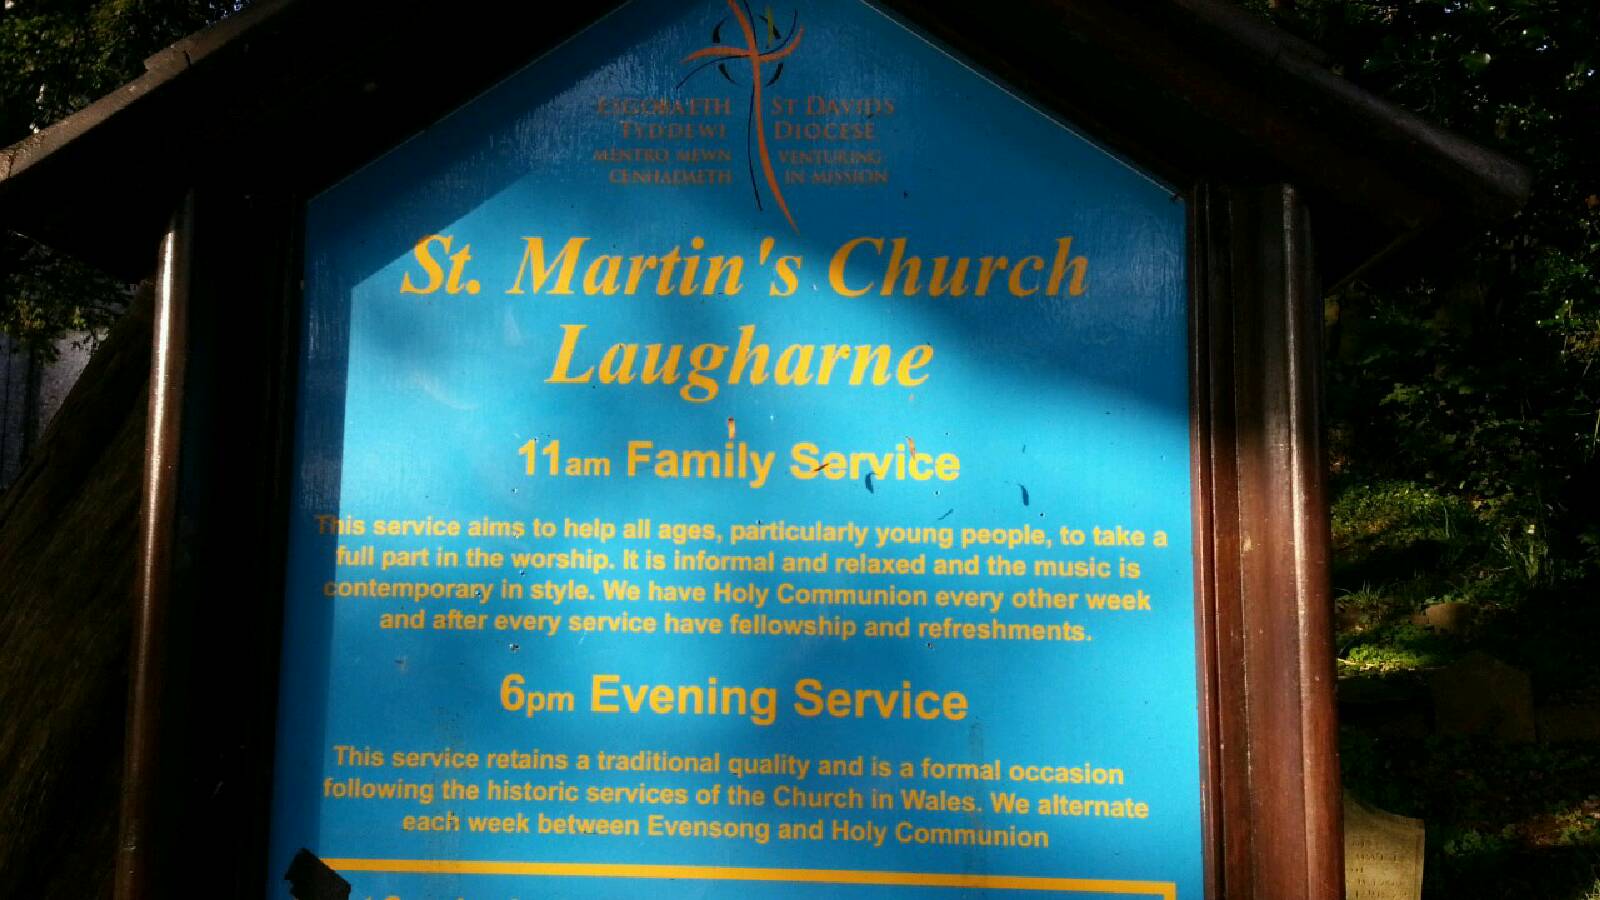 ESGOBAETH ST DAVIDS
TYDDEWI DIOCESE
MENTRO MEWN VENTURING
CENHADAETH IN MISSION
St. Martin's Church
Laugharne
11am Family Service
This service aims to help all ages, particularly young people, to take a
full part in the worship. It is informal and relaxed and the music is
contemporary in style. We have Holy Communion every other week
and after every service have fellowship and refreshments.
6pm Evening Service
This service retains a traditional quality and is a formal occasion
following the historic services of the Church in Wales. We alternate
each week between Evensong and Holy Communion